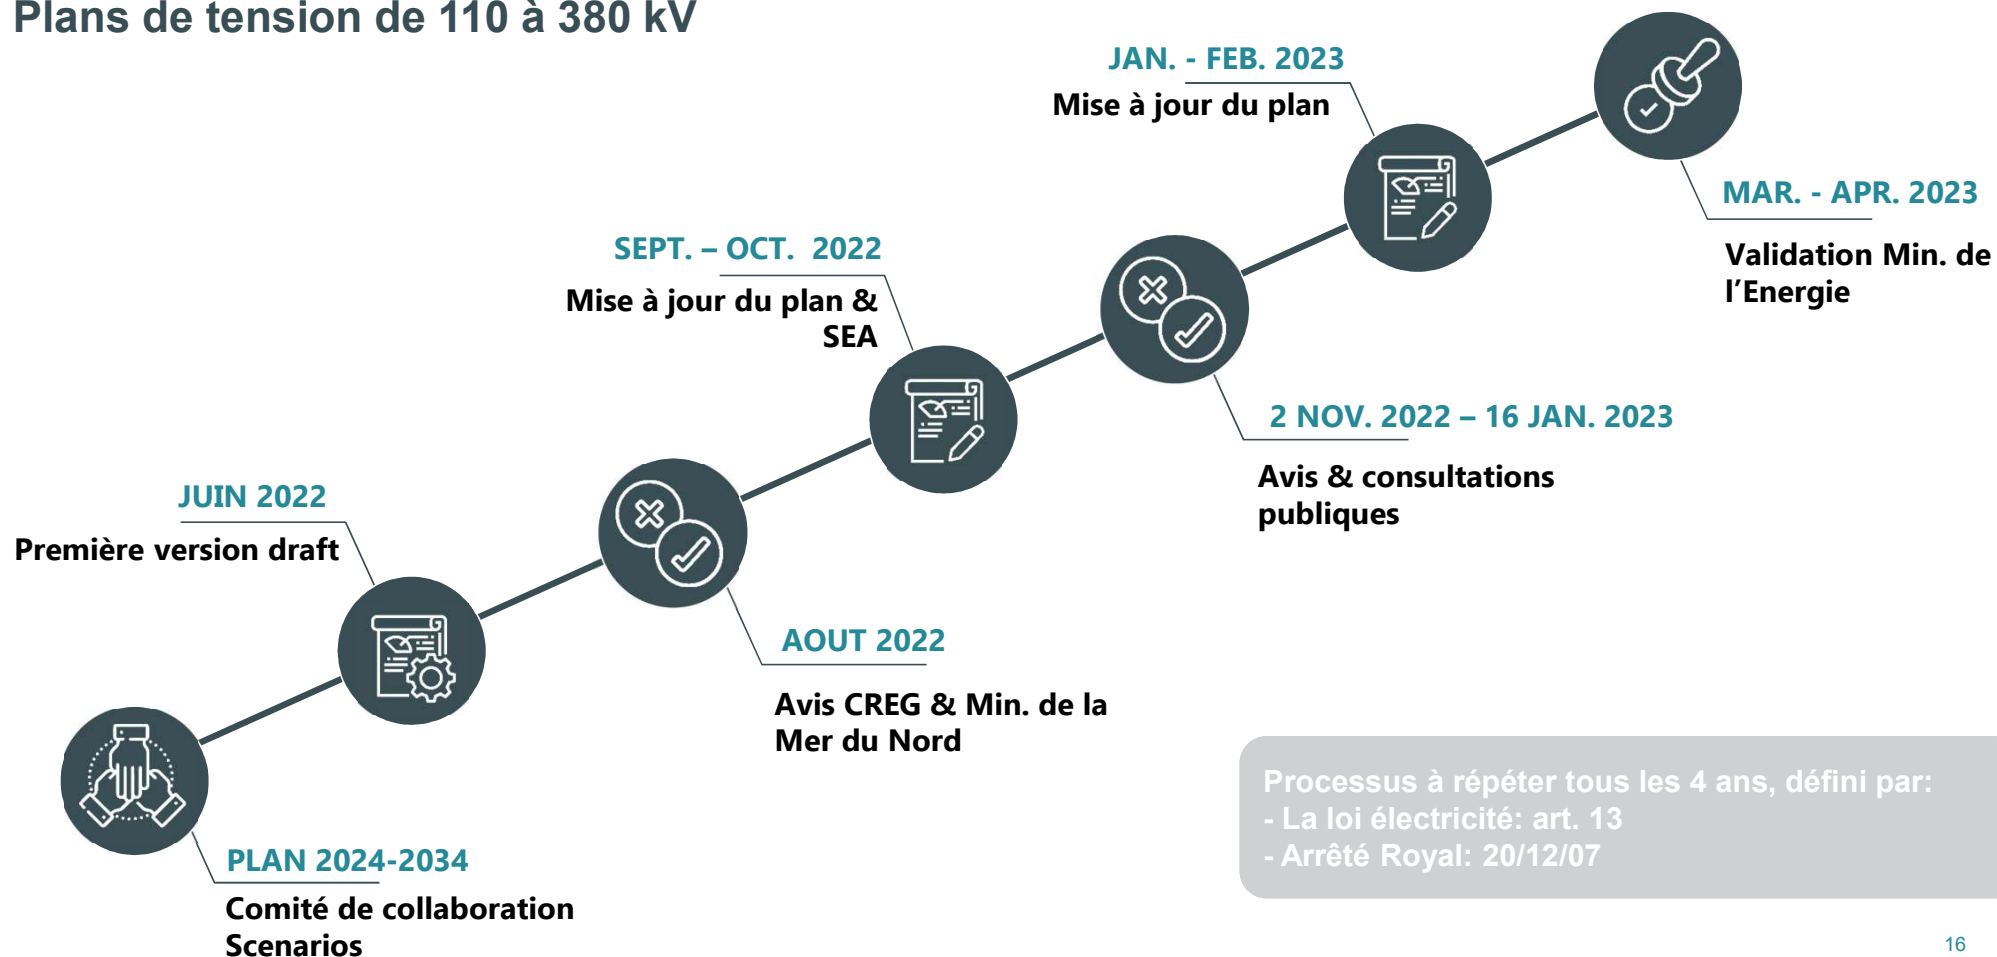 Plans de tension de 110 à 380 kV
JAN. - FEB. 2023
Mise à jour du plan
MAR. - APR. 2023
Validation Min. de
l’Energie
SEPT. – OCT. 2022
Mise à jour du plan &
SEA
2 NOV. 2022 – 16 JAN. 2023
Avis & consultations
publiques
JUIN 2022
Première version draft
AOUT 2022
Avis CREG & Min. de la
Mer du Nord
PLAN 2024-2034
Comité de collaboration
Scenarios
Processus à répéter tous les 4 ans, défini par:
- La loi électricité: art. 13
- Arrêté Royal: 20/12/07
16